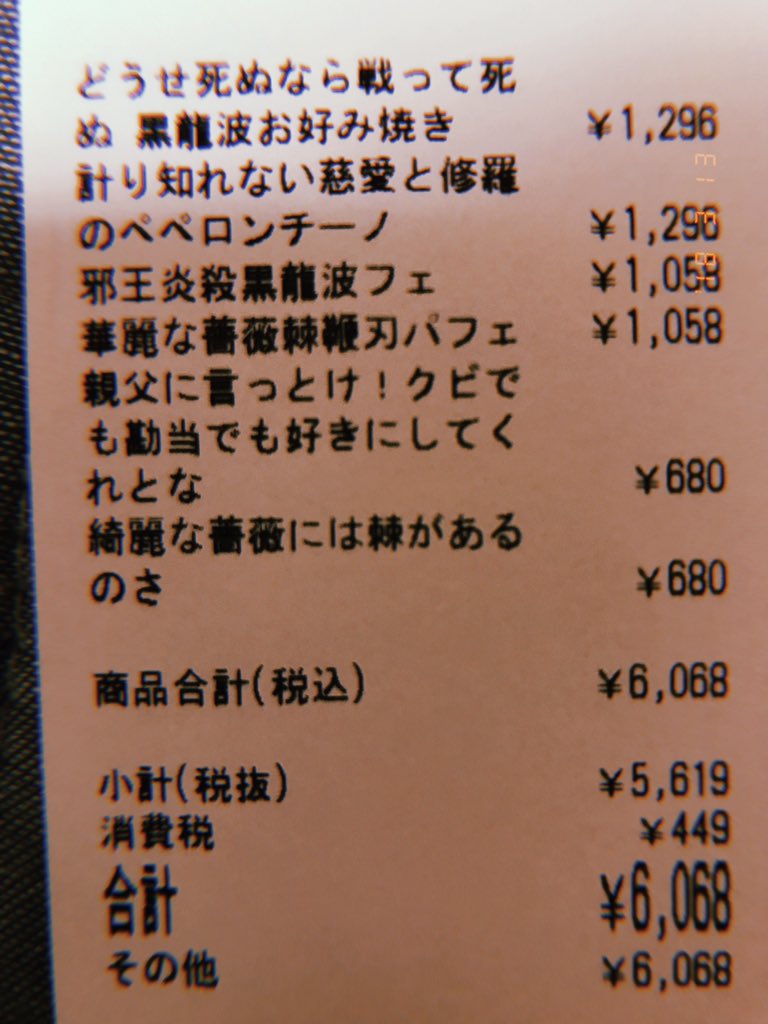 どうせ死ぬなら戦って死
ぬ 黒龍波お好み焼き ¥1,296
計り知れない慈愛と修羅
のペペロンチーノ ¥1,296
邪王炎殺黒龍波フェ ¥1,058
華麗な薔薇棘鞭刃パフェ ¥1,058
親父に言っとけ！クビで
も勘当でも好きにしてく
れとな ¥680
綺麗な薔薇には棘がある
のさ ¥680
商品合計(税込) ¥6,068
小計(税抜) ¥5,619
消費税 ¥449
合計 ¥6,068
その他 ¥6,068